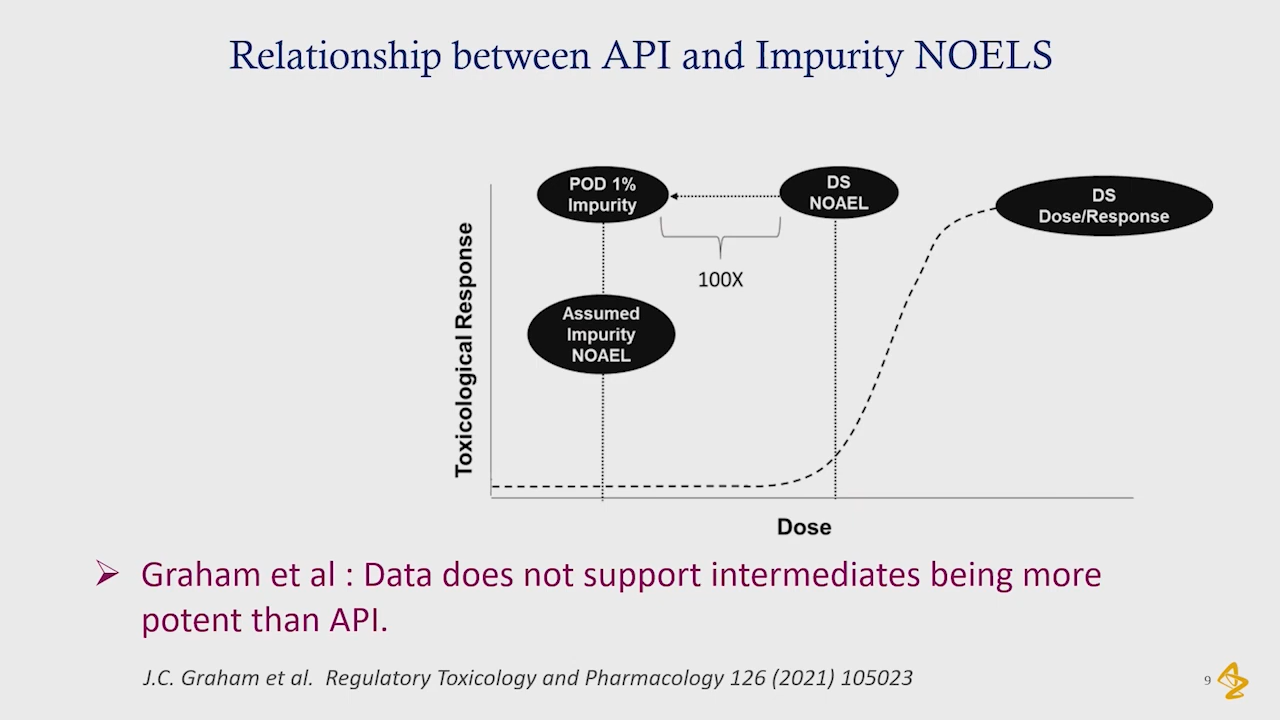 Relationship between API and Impurity NOELS
POD 1%
Impurity
DS
NOAEL
DS
Dose/Response
100X
Assumed
Impurity
NOAEL
Toxicological Response
Dose
Graham et al : Data does not support intermediates being more
potent than API.
J.C. Graham et al. Regulatory Toxicology and Pharmacology 126 (2021) 105023
9